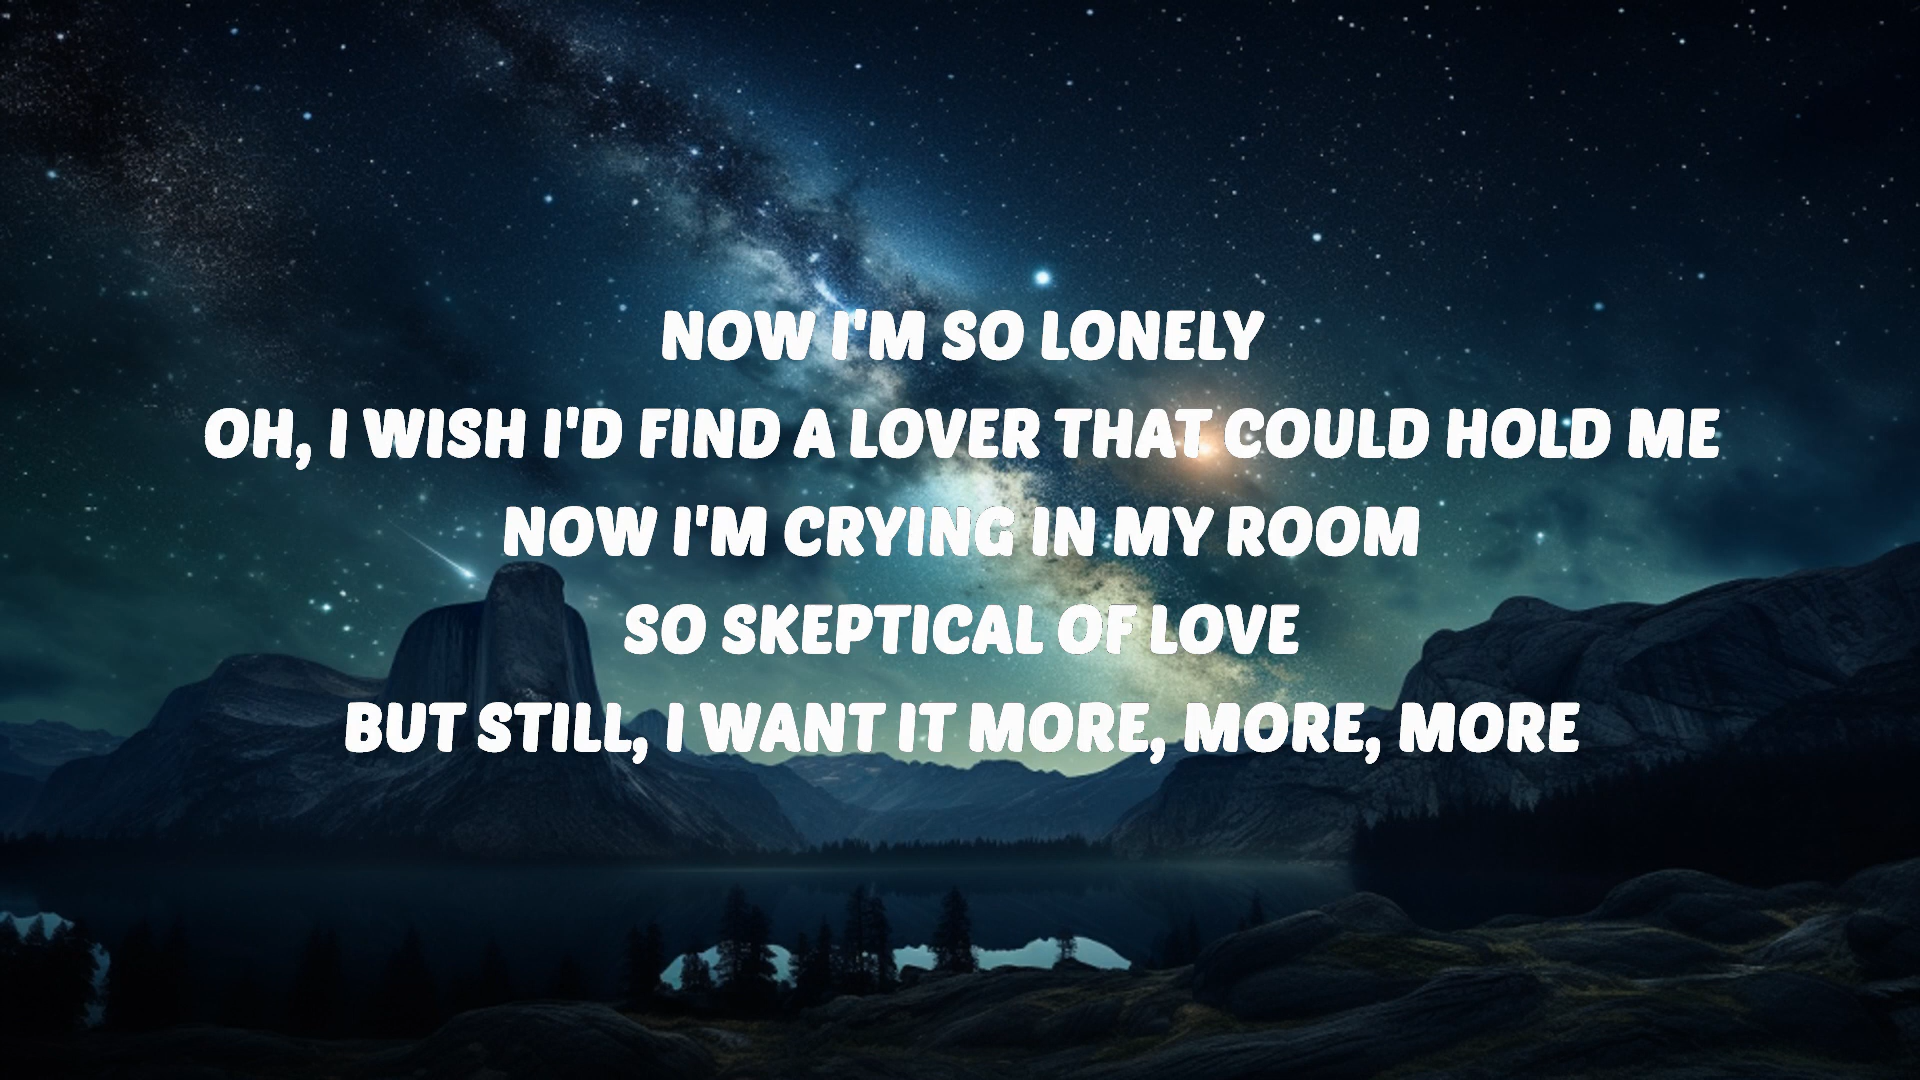 NOW I'M SO LONELY
OH, I WISH I'D FIND A LOVER THAT COULD HOLD ME
NOW I'M CRYING IN MY ROOM
SO SKEPTICAL OF LOVE
BUT STILL, I WANT IT MORE, MORE, MORE